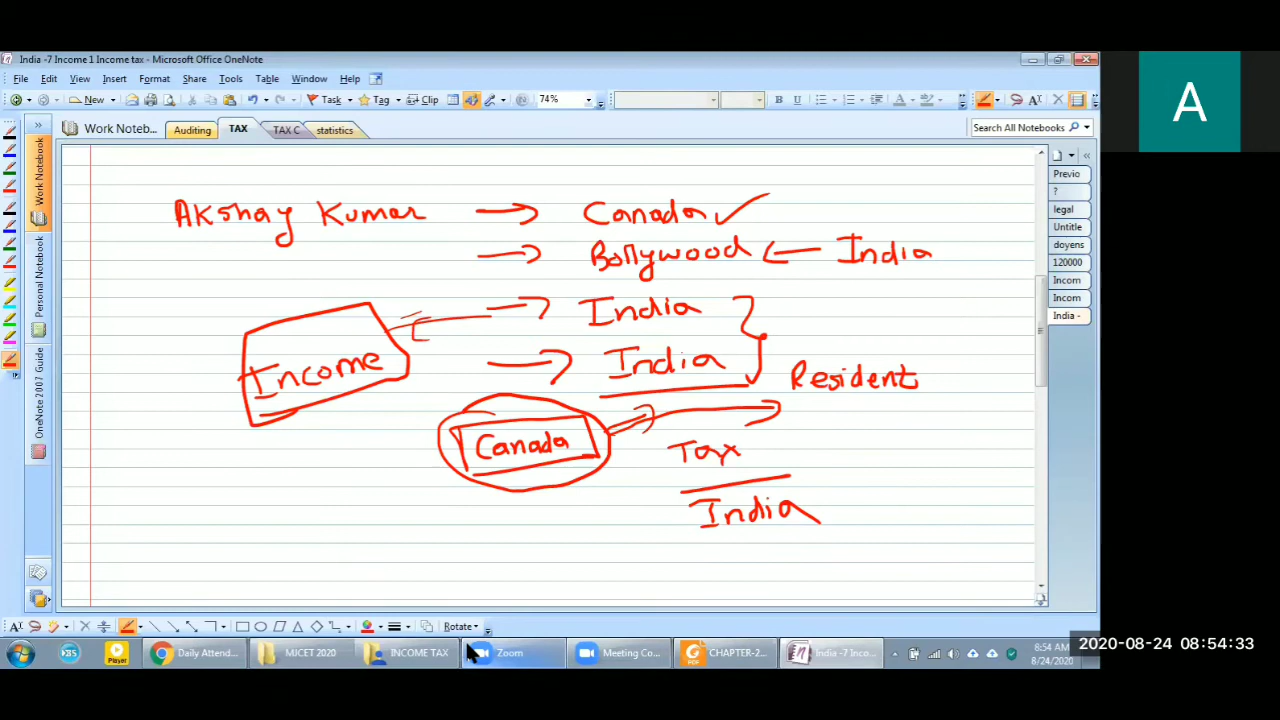 India -7 Income 1 Income tax - Microsoft Office OneNote
File Edit View Insert Format Share Tools Table Window Help
New Task Tag Clip 74% B I U A
Work Noteb... Auditing TAX TAX C statistics Search All Notebooks
Work Notebook
Personal Notebook
OneNote 2007 Guide
Akshay Kumar → Canada ✓
→ Bollywood ← India
→ India
Income → India
Resident
Canada
Tax
India
Previo
?
legal
Untitle
doyens
120000
Incom
Incom
India -
A
Rotate
Player
Daily Attend...
MJCET 2020
INCOME TAX
Zoom
Meeting Co...
CHAPTER-2...
India -7 Inco...
8:54 AM
8/24/2020
2020-08-24 08:54:33